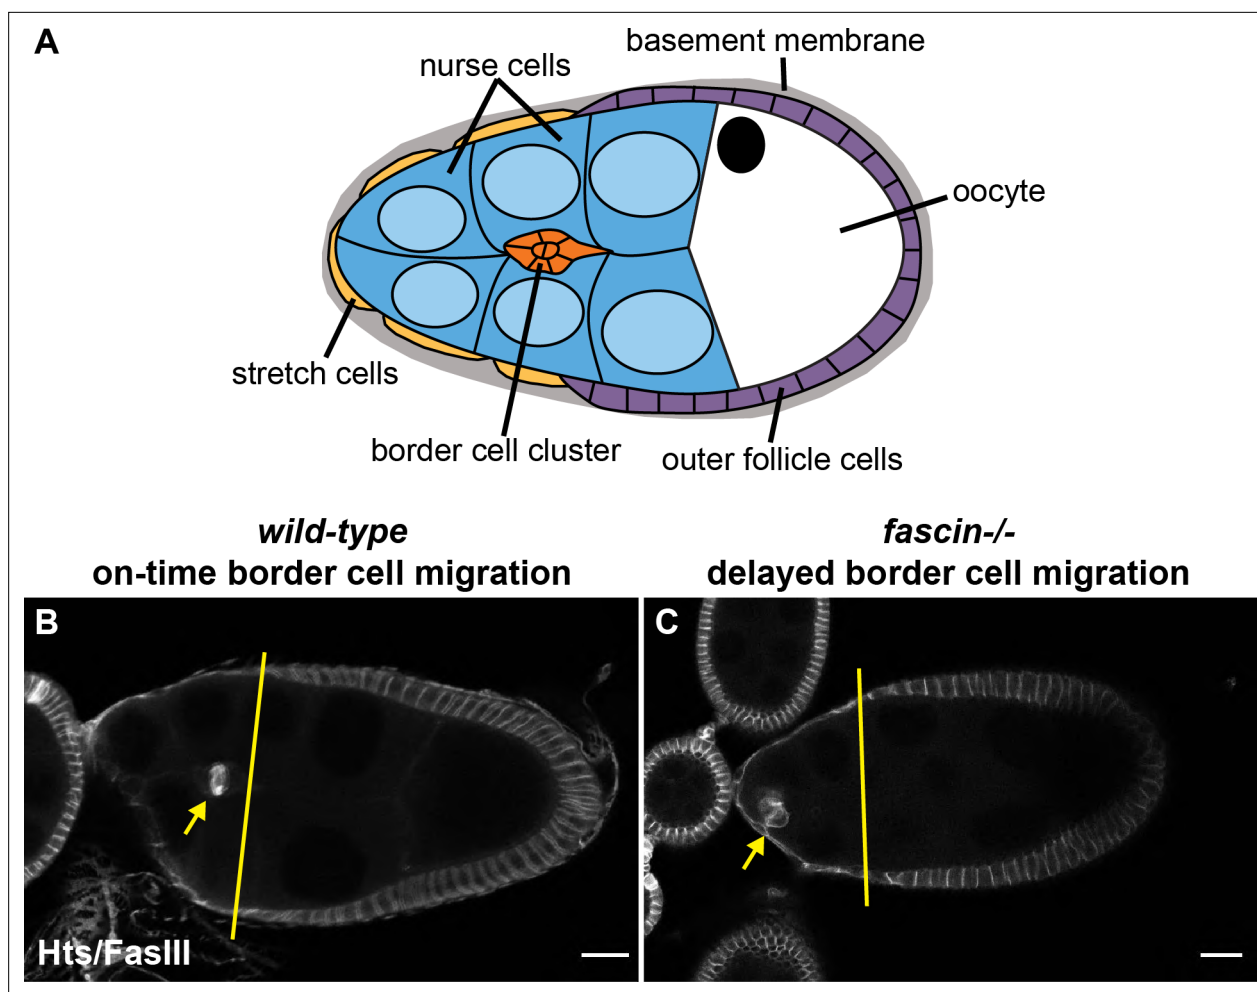 A
basement membrane
nurse cells
oocyte
stretch cells
border cell cluster
outer follicle cells
wild-type
on-time border cell migration
fascin-/-
delayed border cell migration
B
C
Hts/FasIII